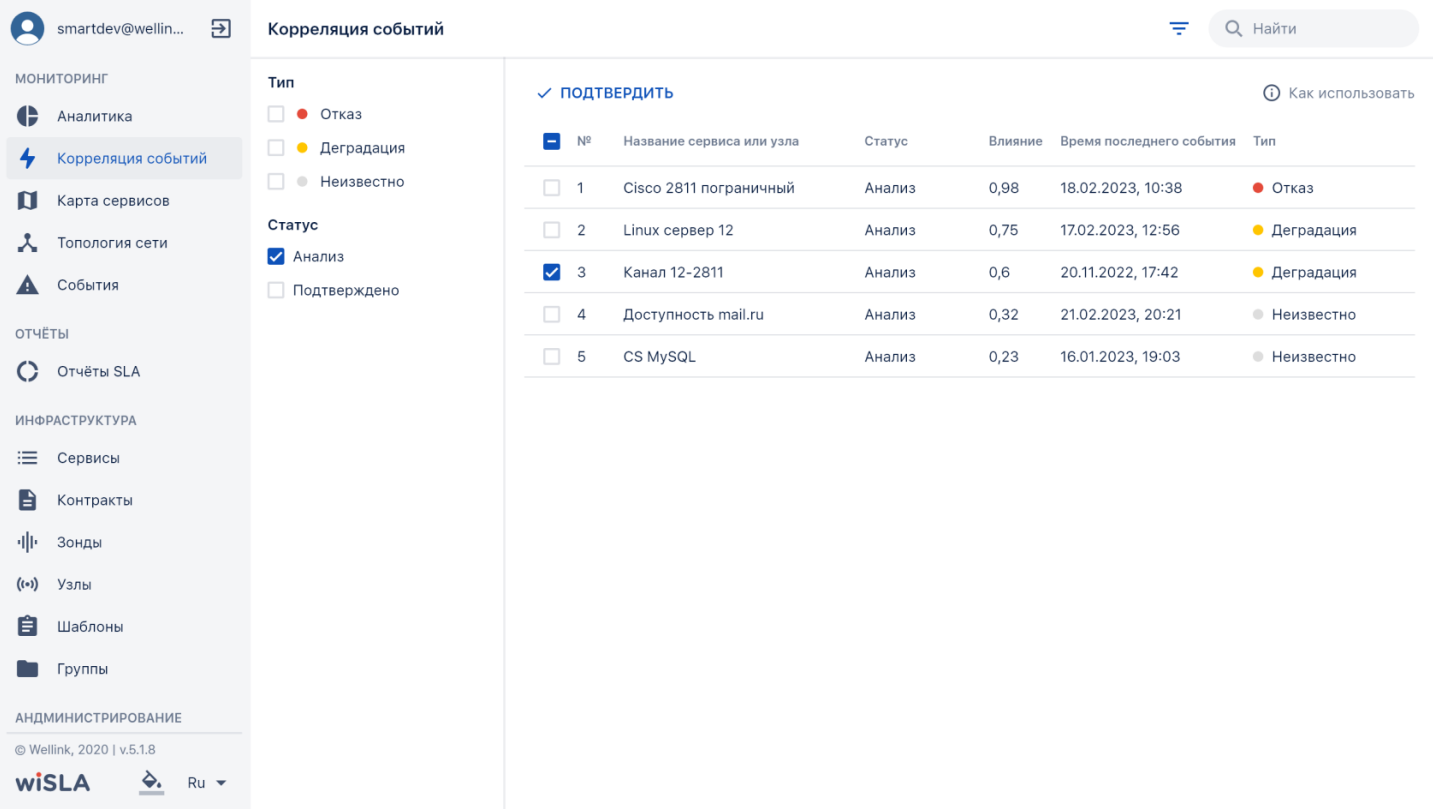 smartdev@wellin...
МОНИТОРИНГ
Аналитика
Корреляция событий
Карта сервисов
Топология сети
События
ОТЧЁТЫ
Отчёты SLA
ИНФРАСТРУКТУРА
Сервисы
Контракты
Зонды
Узлы
Шаблоны
Группы
АНДМИНИСТРИРОВАНИЕ
© Wellink, 2020 | v.5.1.8
wiSLA Ru
Корреляция событий Найти
Тип
Отказ
Деградация
Неизвестно
Статус
Анализ
Подтверждено
ПОДТВЕРДИТЬ Как использовать
№ Название сервиса или узла Статус Влияние Время последнего события Тип
1 Cisco 2811 пограничный Анализ 0,98 18.02.2023, 10:38 Отказ
2 Linux сервер 12 Анализ 0,75 17.02.2023, 12:56 Деградация
3 Канал 12-2811 Анализ 0,6 20.11.2022, 17:42 Деградация
4 Доступность mail.ru Анализ 0,32 21.02.2023, 20:21 Неизвестно
5 CS MySQL Анализ 0,23 16.01.2023, 19:03 Неизвестно